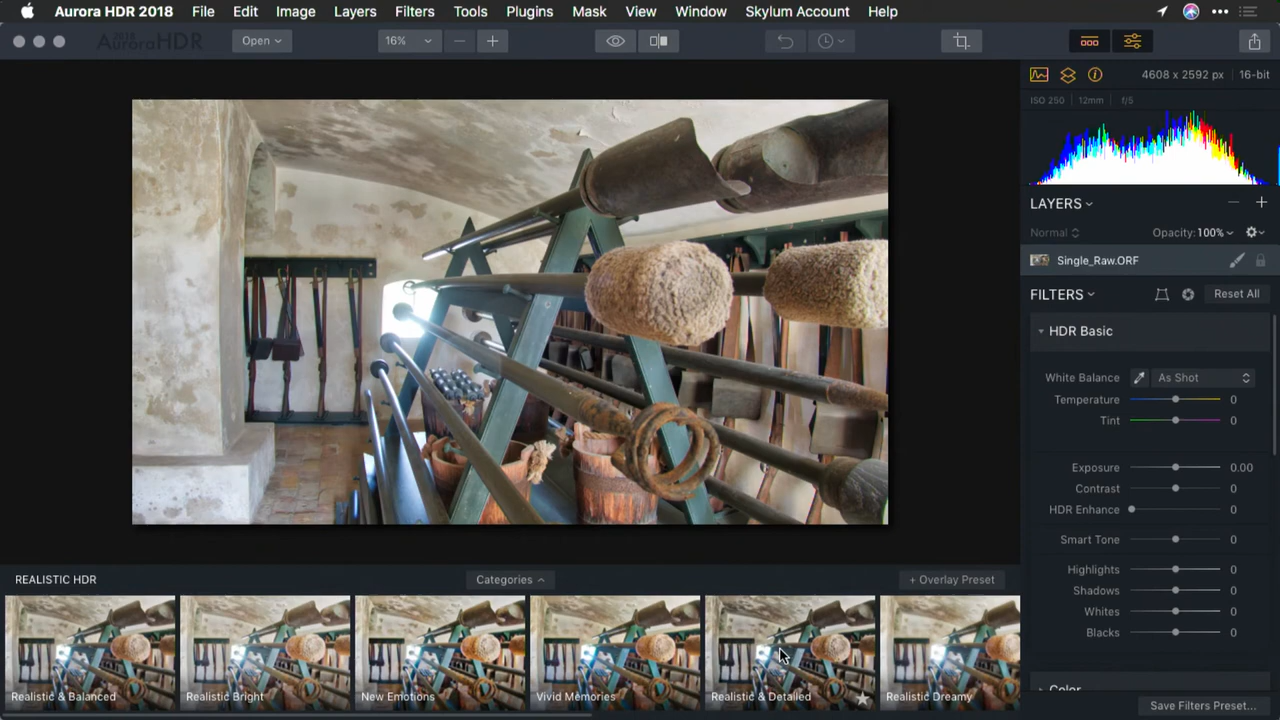 Aurora HDR 2018 File Edit Image Layers Filters Tools Plugins Mask View Window Skylum Account Help
2018
AuroraHDR
Open
16%
4608 x 2592 px 16-bit
ISO 250 12mm f/5
LAYERS
Normal Opacity: 100%
Single_Raw.ORF
FILTERS Reset All
HDR Basic
White Balance As Shot
Temperature 0
Tint 0
Exposure 0.00
Contrast 0
HDR Enhance 0
Smart Tone 0
Highlights 0
Shadows 0
Whites 0
Blacks 0
Color
Save Filters Preset...
REALISTIC HDR Categories + Overlay Preset
Realistic & Balanced
Realistic Bright
New Emotions
Vivid Memories
Realistic & Detailed
Realistic Dreamy